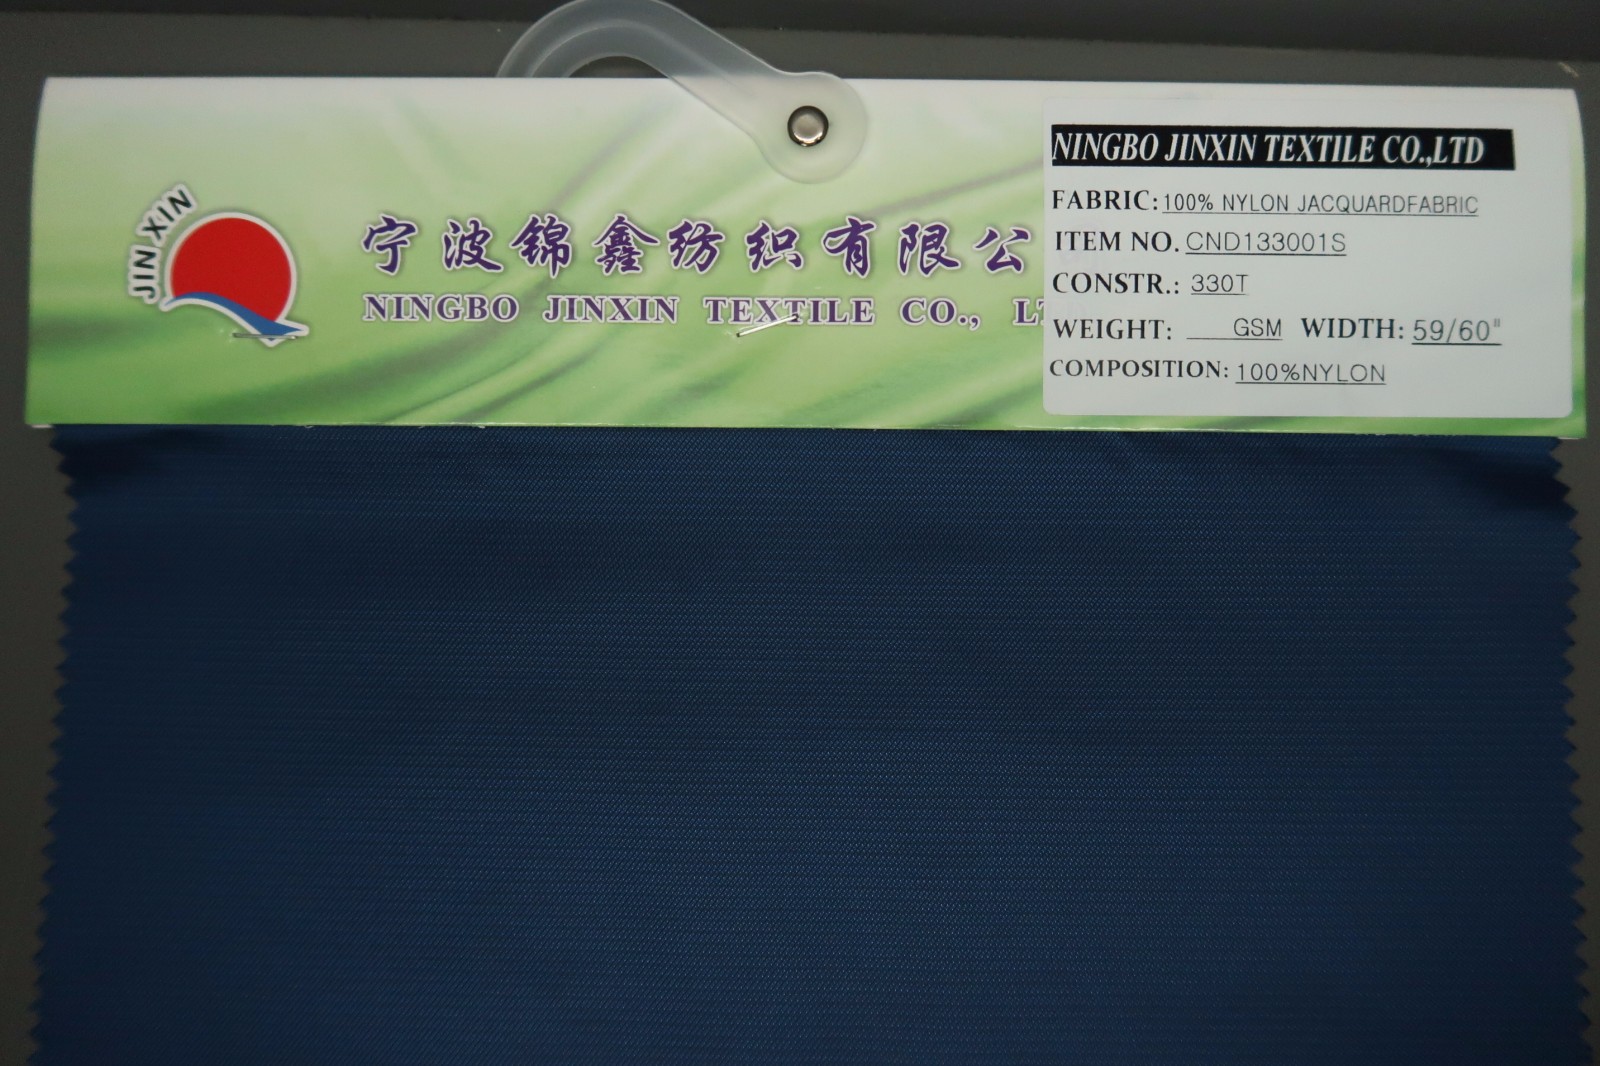 JIN XIN
宁波锦鑫纺织有限公
NINGBO JINXIN TEXTILE CO.,
NINGBO JINXIN TEXTILE CO.,LTD
FABRIC: 100% NYLON JACQUARDFABRIC
ITEM NO. CND133001S
CONSTR.: 330T
WEIGHT: GSM WIDTH: 59/60"
COMPOSITION: 100%NYLON